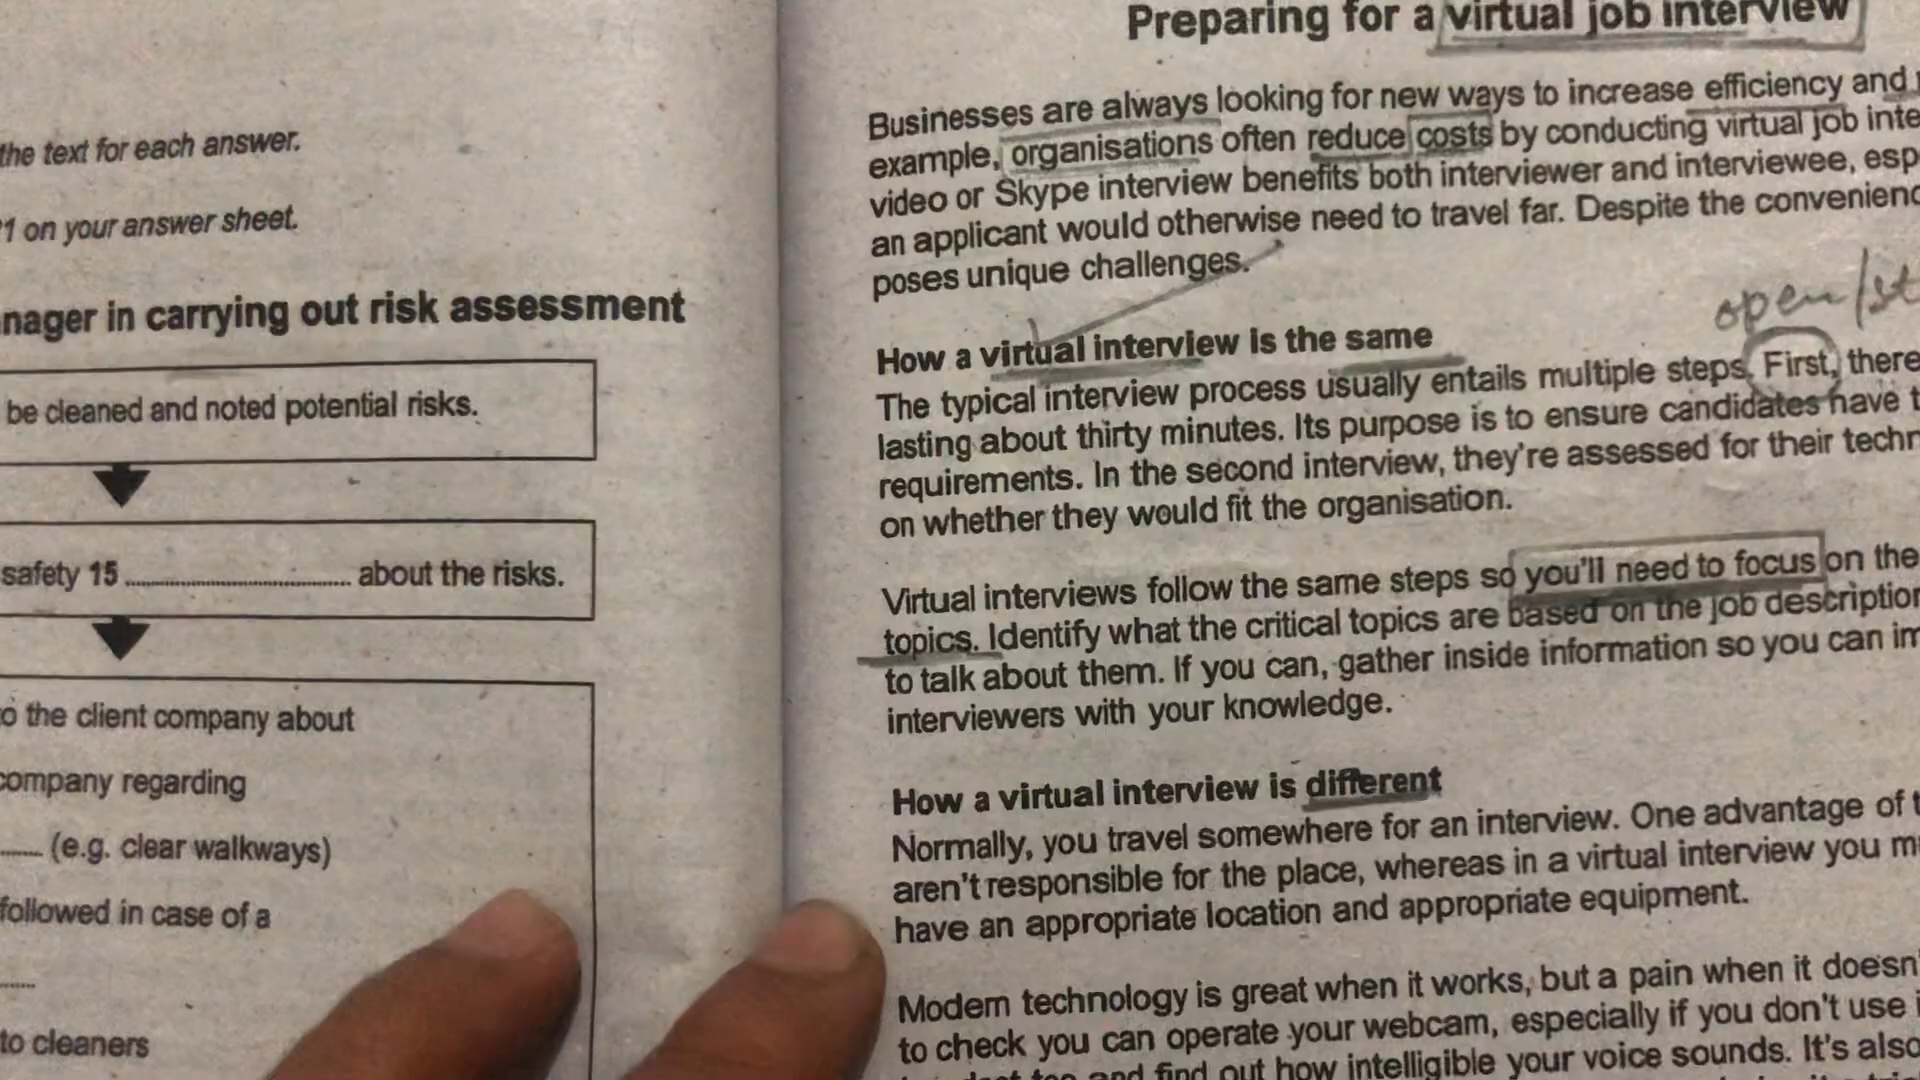 the text for each answer.
1 on your answer sheet.
nager in carrying out risk assessment
be cleaned and noted potential risks.
safety 15 .......................... about the risks.
o the client company about
company regarding
(e.g. clear walkways)
followed in case of a
to cleaners
Preparing for a virtual job interview
Businesses are always looking for new ways to increase efficiency and
example, organisations often reduce costs by conducting virtual job inte
video or Skype interview benefits both interviewer and interviewee, esp
an applicant would otherwise need to travel far. Despite the convenienc
poses unique challenges.
open/st
How a virtual interview is the same
The typical interview process usually entails multiple steps. First, there
lasting about thirty minutes. Its purpose is to ensure candidates have t
requirements. In the second interview, they're assessed for their techn
on whether they would fit the organisation.
Virtual interviews follow the same steps so you'll need to focus on the
topics. Identify what the critical topics are based on the job description
to talk about them. If you can, gather inside information so you can im
interviewers with your knowledge.
How a virtual interview is different
Normally, you travel somewhere for an interview. One advantage of t
aren't responsible for the place, whereas in a virtual interview you m
have an appropriate location and appropriate equipment.
Modern technology is great when it works, but a pain when it doesn'
to check you can operate your webcam, especially if you don't use i
too and find out how intelligible your voice sounds. It's also